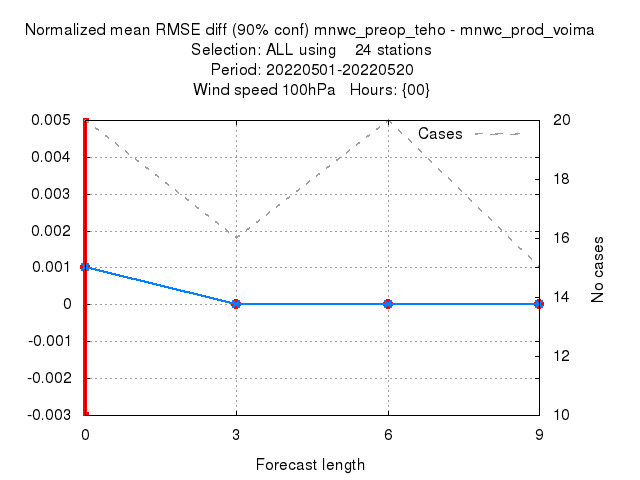 Normalized mean RMSE diff (90% conf) mnwc_preop_teho - mnwc_prod_voima
Selection: ALL using    24 stations
Period: 20220501-20220520
Wind speed 100hPa   Hours: {00}
Cases
0.005
0.004
0.003
0.002
0.001
0
-0.001
-0.002
-0.003
20
18
16
14
12
10
No cases
0 3 6 9
Forecast length